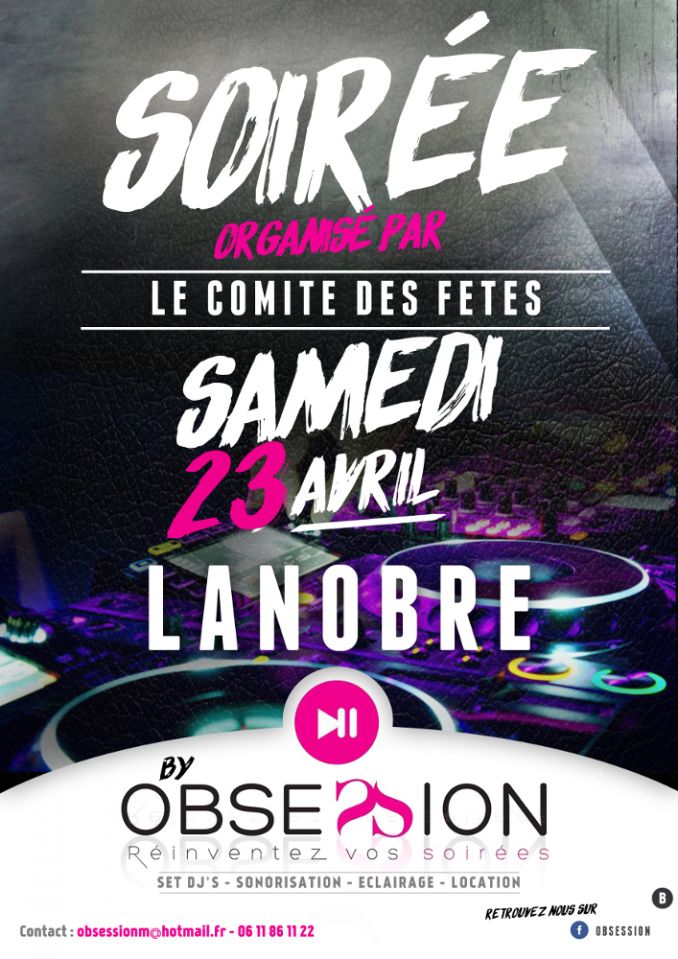 SOIRÉE
ORGANISÉ PAR
LE COMITE DES FETES
SAMEDI
23 AVRIL
LANOBRE
BY
OBSESSION
Réinventez vos soirées
SET DJ'S - SONORISATION - ECLAIRAGE - LOCATION
B
RETROUVEZ NOUS SUR
f OBSESSION
Contact : obsessionm@hotmail.fr - 06 11 86 11 22